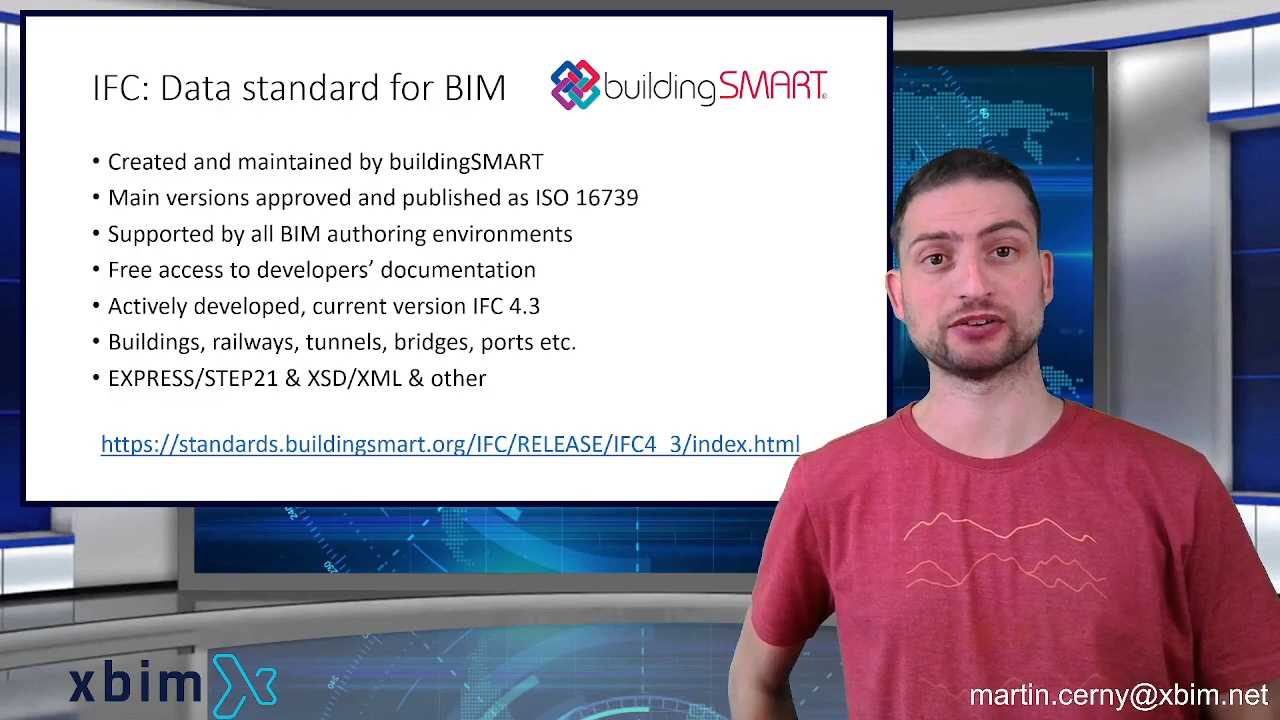 IFC: Data standard for BIM
buildingSMART
• Created and maintained by buildingSMART
• Main versions approved and published as ISO 16739
• Supported by all BIM authoring environments
• Free access to developers’ documentation
• Actively developed, current version IFC 4.3
• Buildings, railways, tunnels, bridges, ports etc.
• EXPRESS/STEP21 & XSD/XML & other
https://standards.buildingsmart.org/IFC/RELEASE/IFC4_3/index.html
60
240
230
xbim
martin.cerny@xbim.net